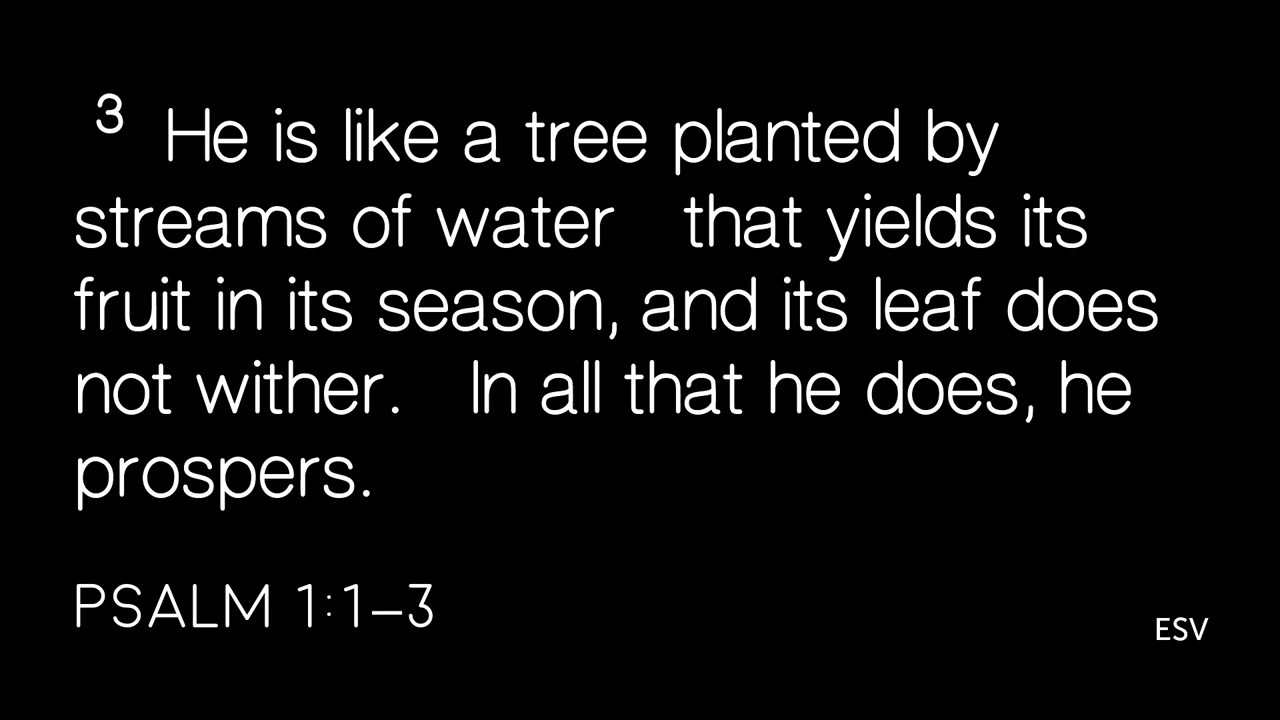 3 He is like a tree planted by
streams of water that yields its
fruit in its season, and its leaf does
not wither. In all that he does, he
prospers.
PSALM 1:1–3
ESV